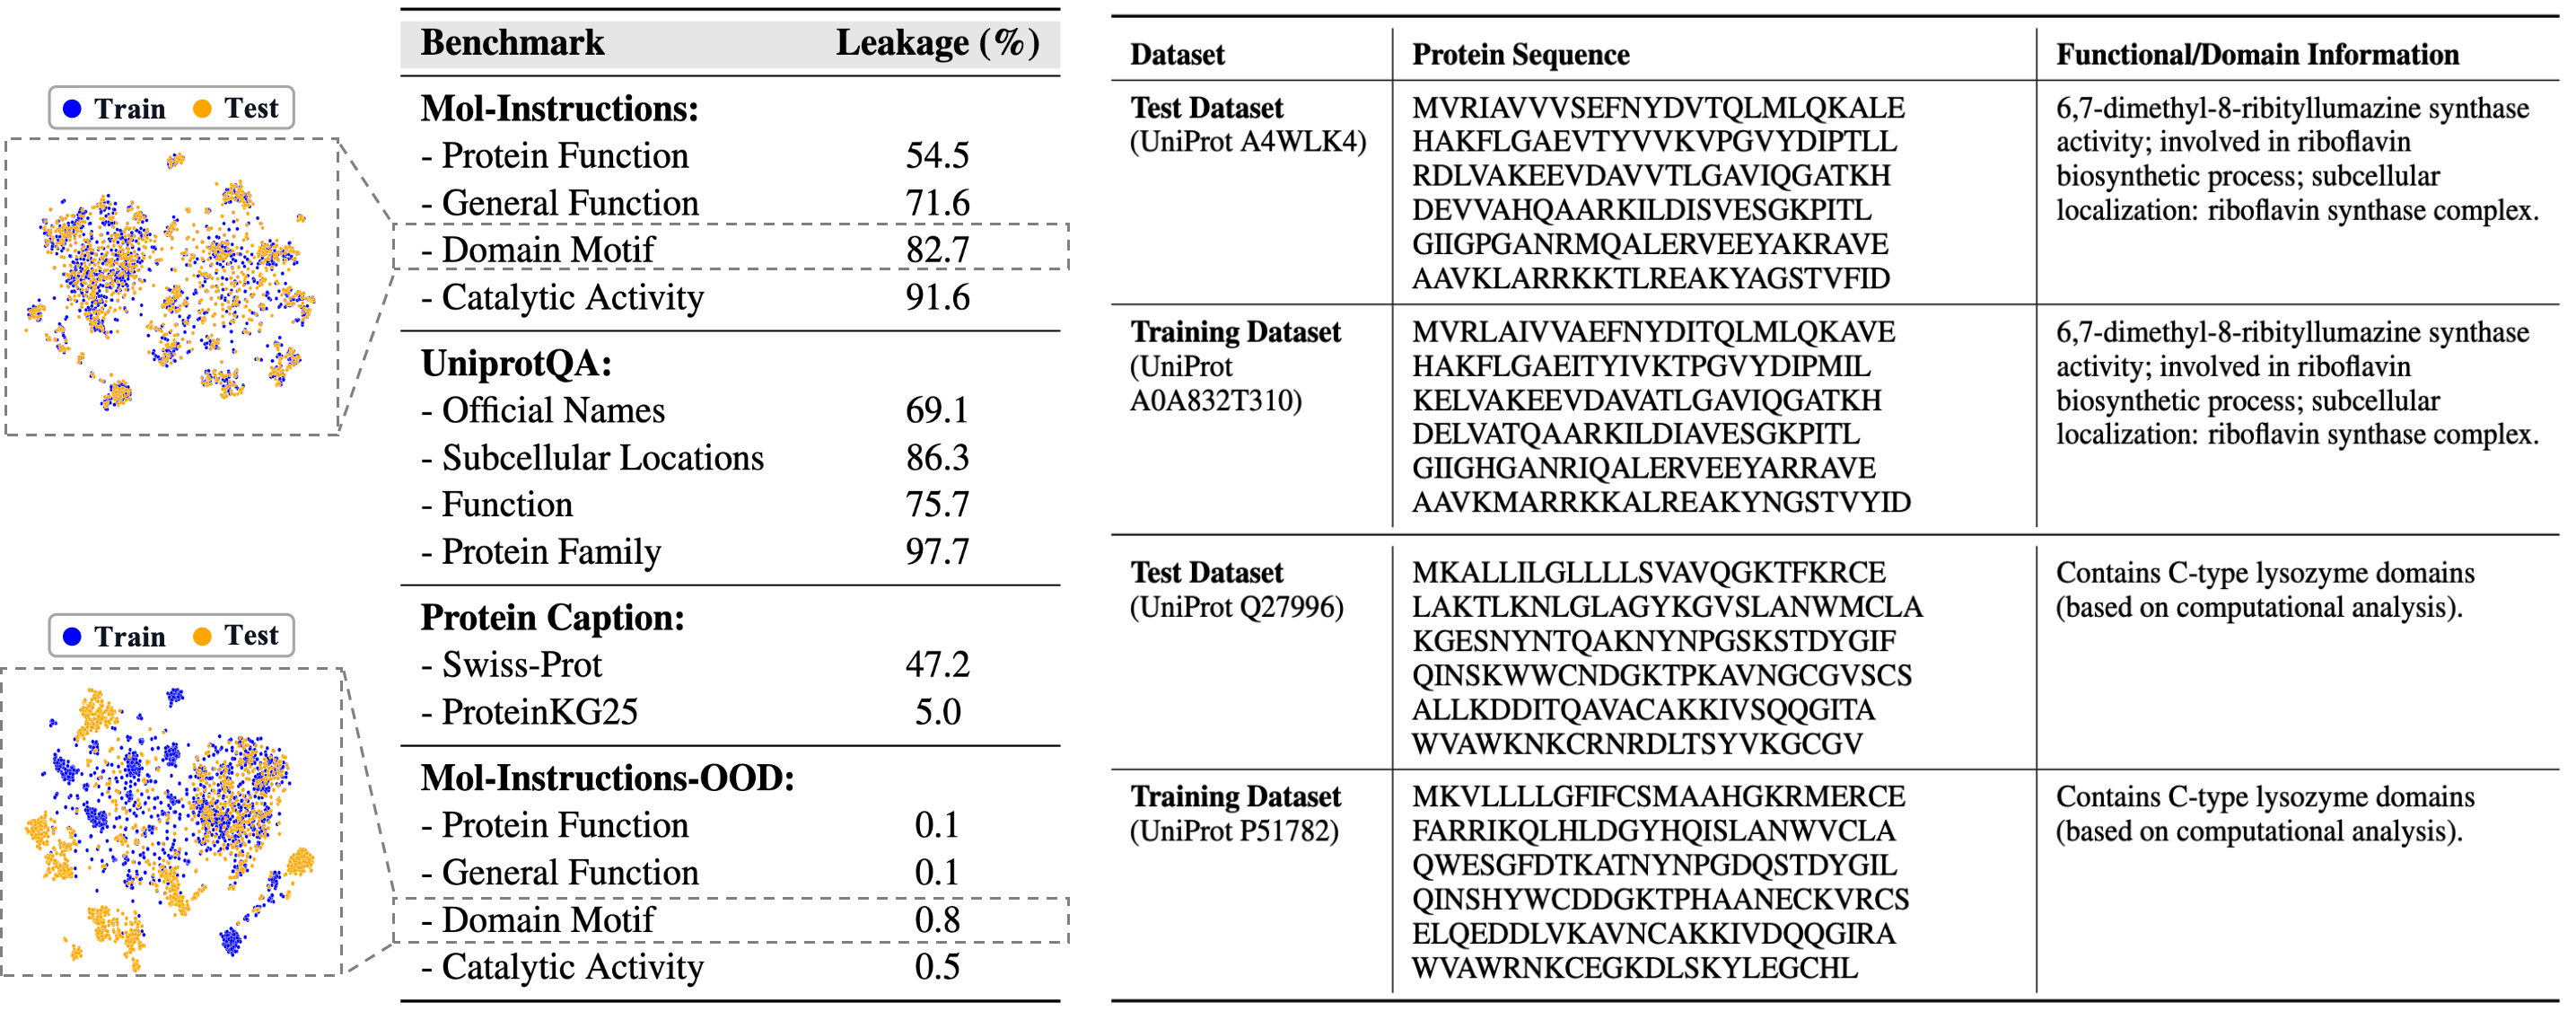 Train Test
Train Test
Benchmark Leakage (%)
Mol-Instructions:
- Protein Function 54.5
- General Function 71.6
- Domain Motif 82.7
- Catalytic Activity 91.6
UniprotQA:
- Official Names 69.1
- Subcellular Locations 86.3
- Function 75.7
- Protein Family 97.7
Protein Caption:
- Swiss-Prot 47.2
- ProteinKG25 5.0
Mol-Instructions-OOD:
- Protein Function 0.1
- General Function 0.1
- Domain Motif 0.8
- Catalytic Activity 0.5
Dataset Protein Sequence Functional/Domain Information
Test Dataset
(UniProt A4WLK4)
MVRIAVVVSEFNYDVTQLMLQKALE
HAKFLGAEVTYVVKVPGVYDIPTLL
RDLVAKEEVDAVVTLGAVIQGATKH
DEVVAHQAARKILDISVESGKPITL
GIIGPGANRMQALERVEEYAKRAVE
AAVKLARRKKTLREAKYAGSTVFID
6,7-dimethyl-8-ribityllumazine synthase
activity; involved in riboflavin
biosynthetic process; subcellular
localization: riboflavin synthase complex.
Training Dataset
(UniProt
A0A832T310)
MVRLAIVVAEFNYDITQLMLQKAVE
HAKFLGAEITYIVKTPGVYDIPMIL
KELVAKEEVDAVATLGAVIQGATKH
DELVATQAARKILDIAVESGKPITL
GIIGHGANRIQALERVEEYARRAVE
AAVKMARRKKALREAKYNGSTVYID
6,7-dimethyl-8-ribityllumazine synthase
activity; involved in riboflavin
biosynthetic process; subcellular
localization: riboflavin synthase complex.
Test Dataset
(UniProt Q27996)
MKALLILGLLLLSVAVQGKTFKRCE
LAKTLKNLGLAGYKGVSLANWMCLA
KGESNYNTQAKNYNPGSKSTDYGIF
QINSKWWCNDGKTPKAVNGCGVSCS
ALLKDDITQAVACAKKIVSQQGITA
WVAWKNKCRNRDLTSYVKGCGV
Contains C-type lysozyme domains
(based on computational analysis).
Training Dataset
(UniProt P51782)
MKVLLLLGFIFCSMAAHGKRMERCE
FARRIKQLHLDGYHQISLANWVCLA
QWESGFDTKATNYNPGDQSTDYGIL
QINSHYWCDDGKTPHAANECKVRCS
ELQEDDLVKAVNCAKKIVDQQGIRA
WVAWRNKCEGKDLSKYLEGCHL
Contains C-type lysozyme domains
(based on computational analysis).